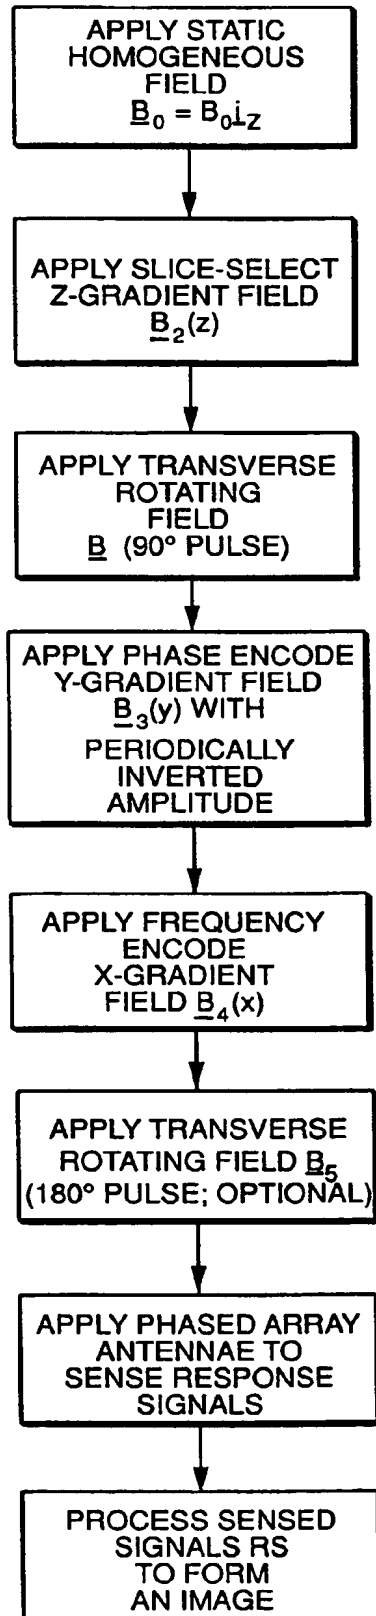 APPLY STATIC
HOMOGENEOUS
FIELD
B₀ = B₀i_Z
APPLY SLICE-SELECT
Z-GRADIENT FIELD
B₂(z)
APPLY TRANSVERSE
ROTATING
FIELD
B (90° PULSE)
APPLY PHASE ENCODE
Y-GRADIENT FIELD
B₃(y) WITH
PERIODICALLY
INVERTED
AMPLITUDE
APPLY FREQUENCY
ENCODE
X-GRADIENT
FIELD B₄(x)
APPLY TRANSVERSE
ROTATING FIELD B₅
(180° PULSE; OPTIONAL)
APPLY PHASED ARRAY
ANTENNAE TO
SENSE RESPONSE
SIGNALS
PROCESS SENSED
SIGNALS RS
TO FORM
AN IMAGE